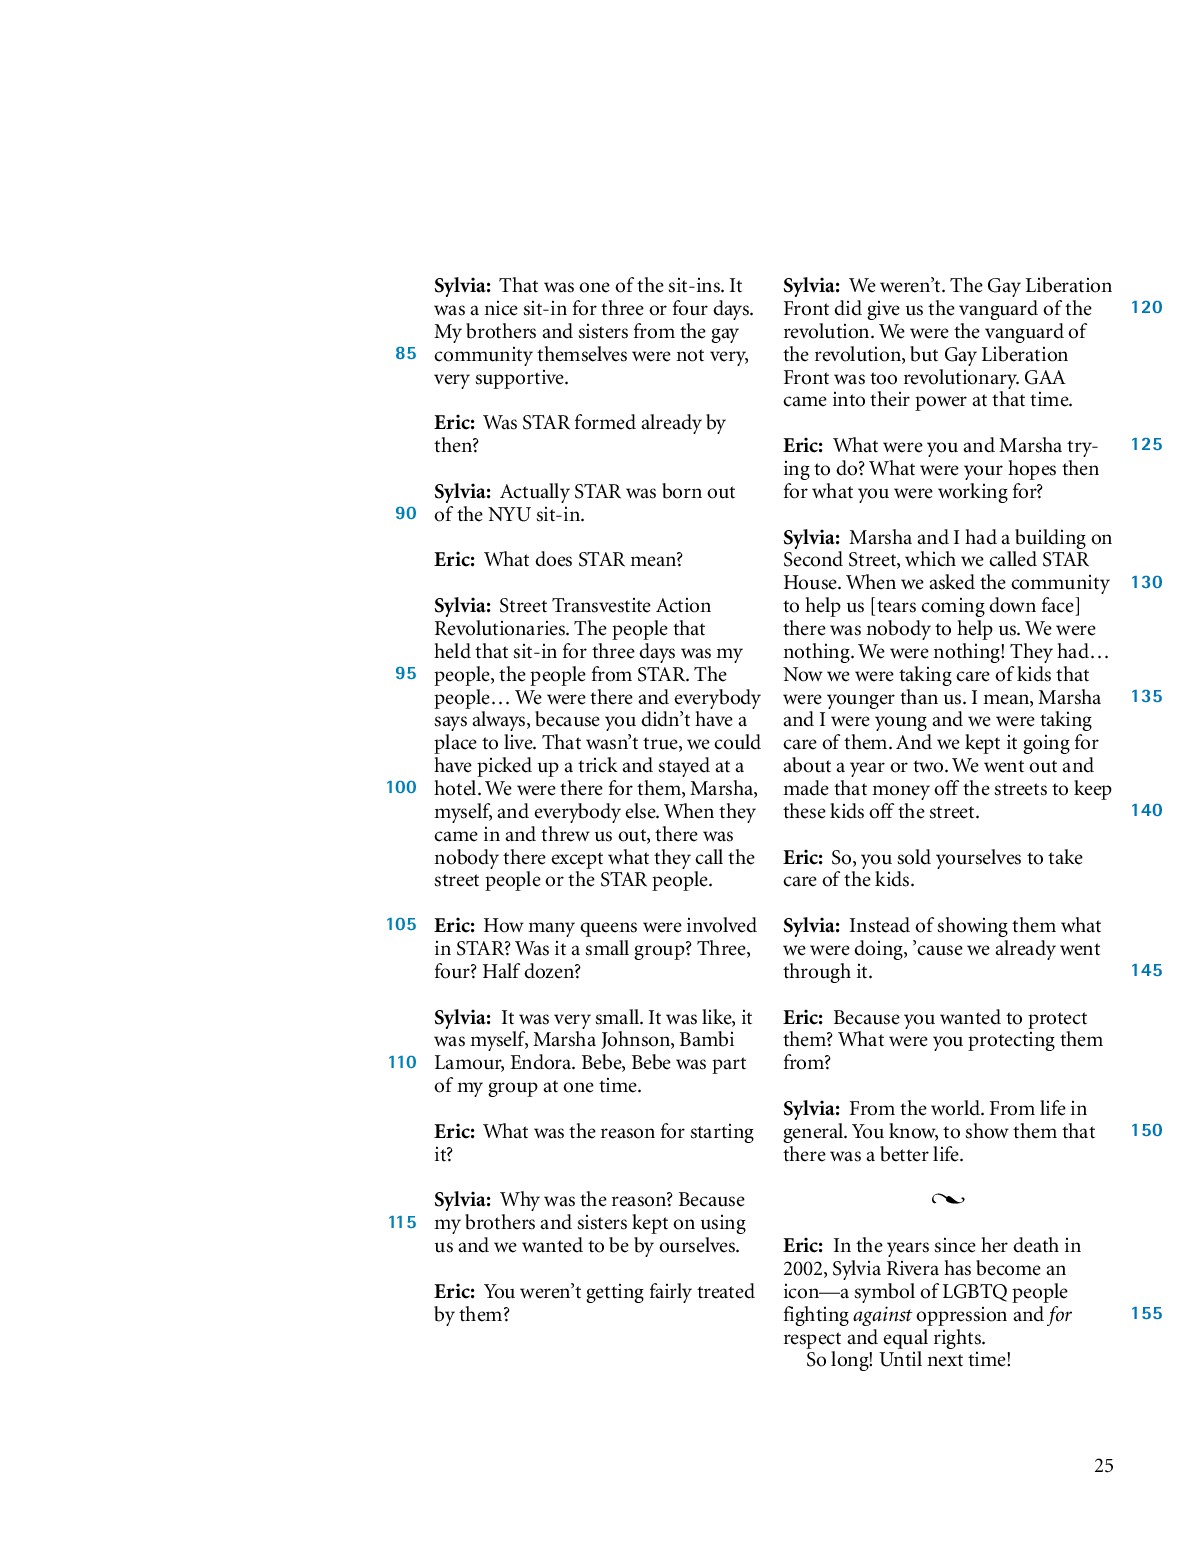 Sylvia: That was one of the sit-ins. It
was a nice sit-in for three or four days.
My brothers and sisters from the gay
85 community themselves were not very,
very supportive.
Eric: Was STAR formed already by
then?
Sylvia: Actually STAR was born out
90 of the NYU sit-in.
Eric: What does STAR mean?
Sylvia: Street Transvestite Action
Revolutionaries. The people that
held that sit-in for three days was my
95 people, the people from STAR. The
people… We were there and everybody
says always, because you didn’t have a
place to live. That wasn’t true, we could
have picked up a trick and stayed at a
100 hotel. We were there for them, Marsha,
myself, and everybody else. When they
came in and threw us out, there was
nobody there except what they call the
street people or the STAR people.
105 Eric: How many queens were involved
in STAR? Was it a small group? Three,
four? Half dozen?
Sylvia: It was very small. It was like, it
was myself, Marsha Johnson, Bambi
110 Lamour, Endora. Bebe, Bebe was part
of my group at one time.
Eric: What was the reason for starting
it?
Sylvia: Why was the reason? Because
115 my brothers and sisters kept on using
us and we wanted to be by ourselves.
Eric: You weren’t getting fairly treated
by them?
Sylvia: We weren’t. The Gay Liberation
Front did give us the vanguard of the 120
revolution. We were the vanguard of
the revolution, but Gay Liberation
Front was too revolutionary. GAA
came into their power at that time.
Eric: What were you and Marsha try- 125
ing to do? What were your hopes then
for what you were working for?
Sylvia: Marsha and I had a building on
Second Street, which we called STAR
House. When we asked the community 130
to help us [tears coming down face]
there was nobody to help us. We were
nothing. We were nothing! They had…
Now we were taking care of kids that
were younger than us. I mean, Marsha 135
and I were young and we were taking
care of them. And we kept it going for
about a year or two. We went out and
made that money off the streets to keep
these kids off the street. 140
Eric: So, you sold yourselves to take
care of the kids.
Sylvia: Instead of showing them what
we were doing, ’cause we already went
through it. 145
Eric: Because you wanted to protect
them? What were you protecting them
from?
Sylvia: From the world. From life in
general. You know, to show them that 150
there was a better life.
Eric: In the years since her death in
2002, Sylvia Rivera has become an
icon—a symbol of LGBTQ people
fighting against oppression and for 155
respect and equal rights.
So long! Until next time!
25